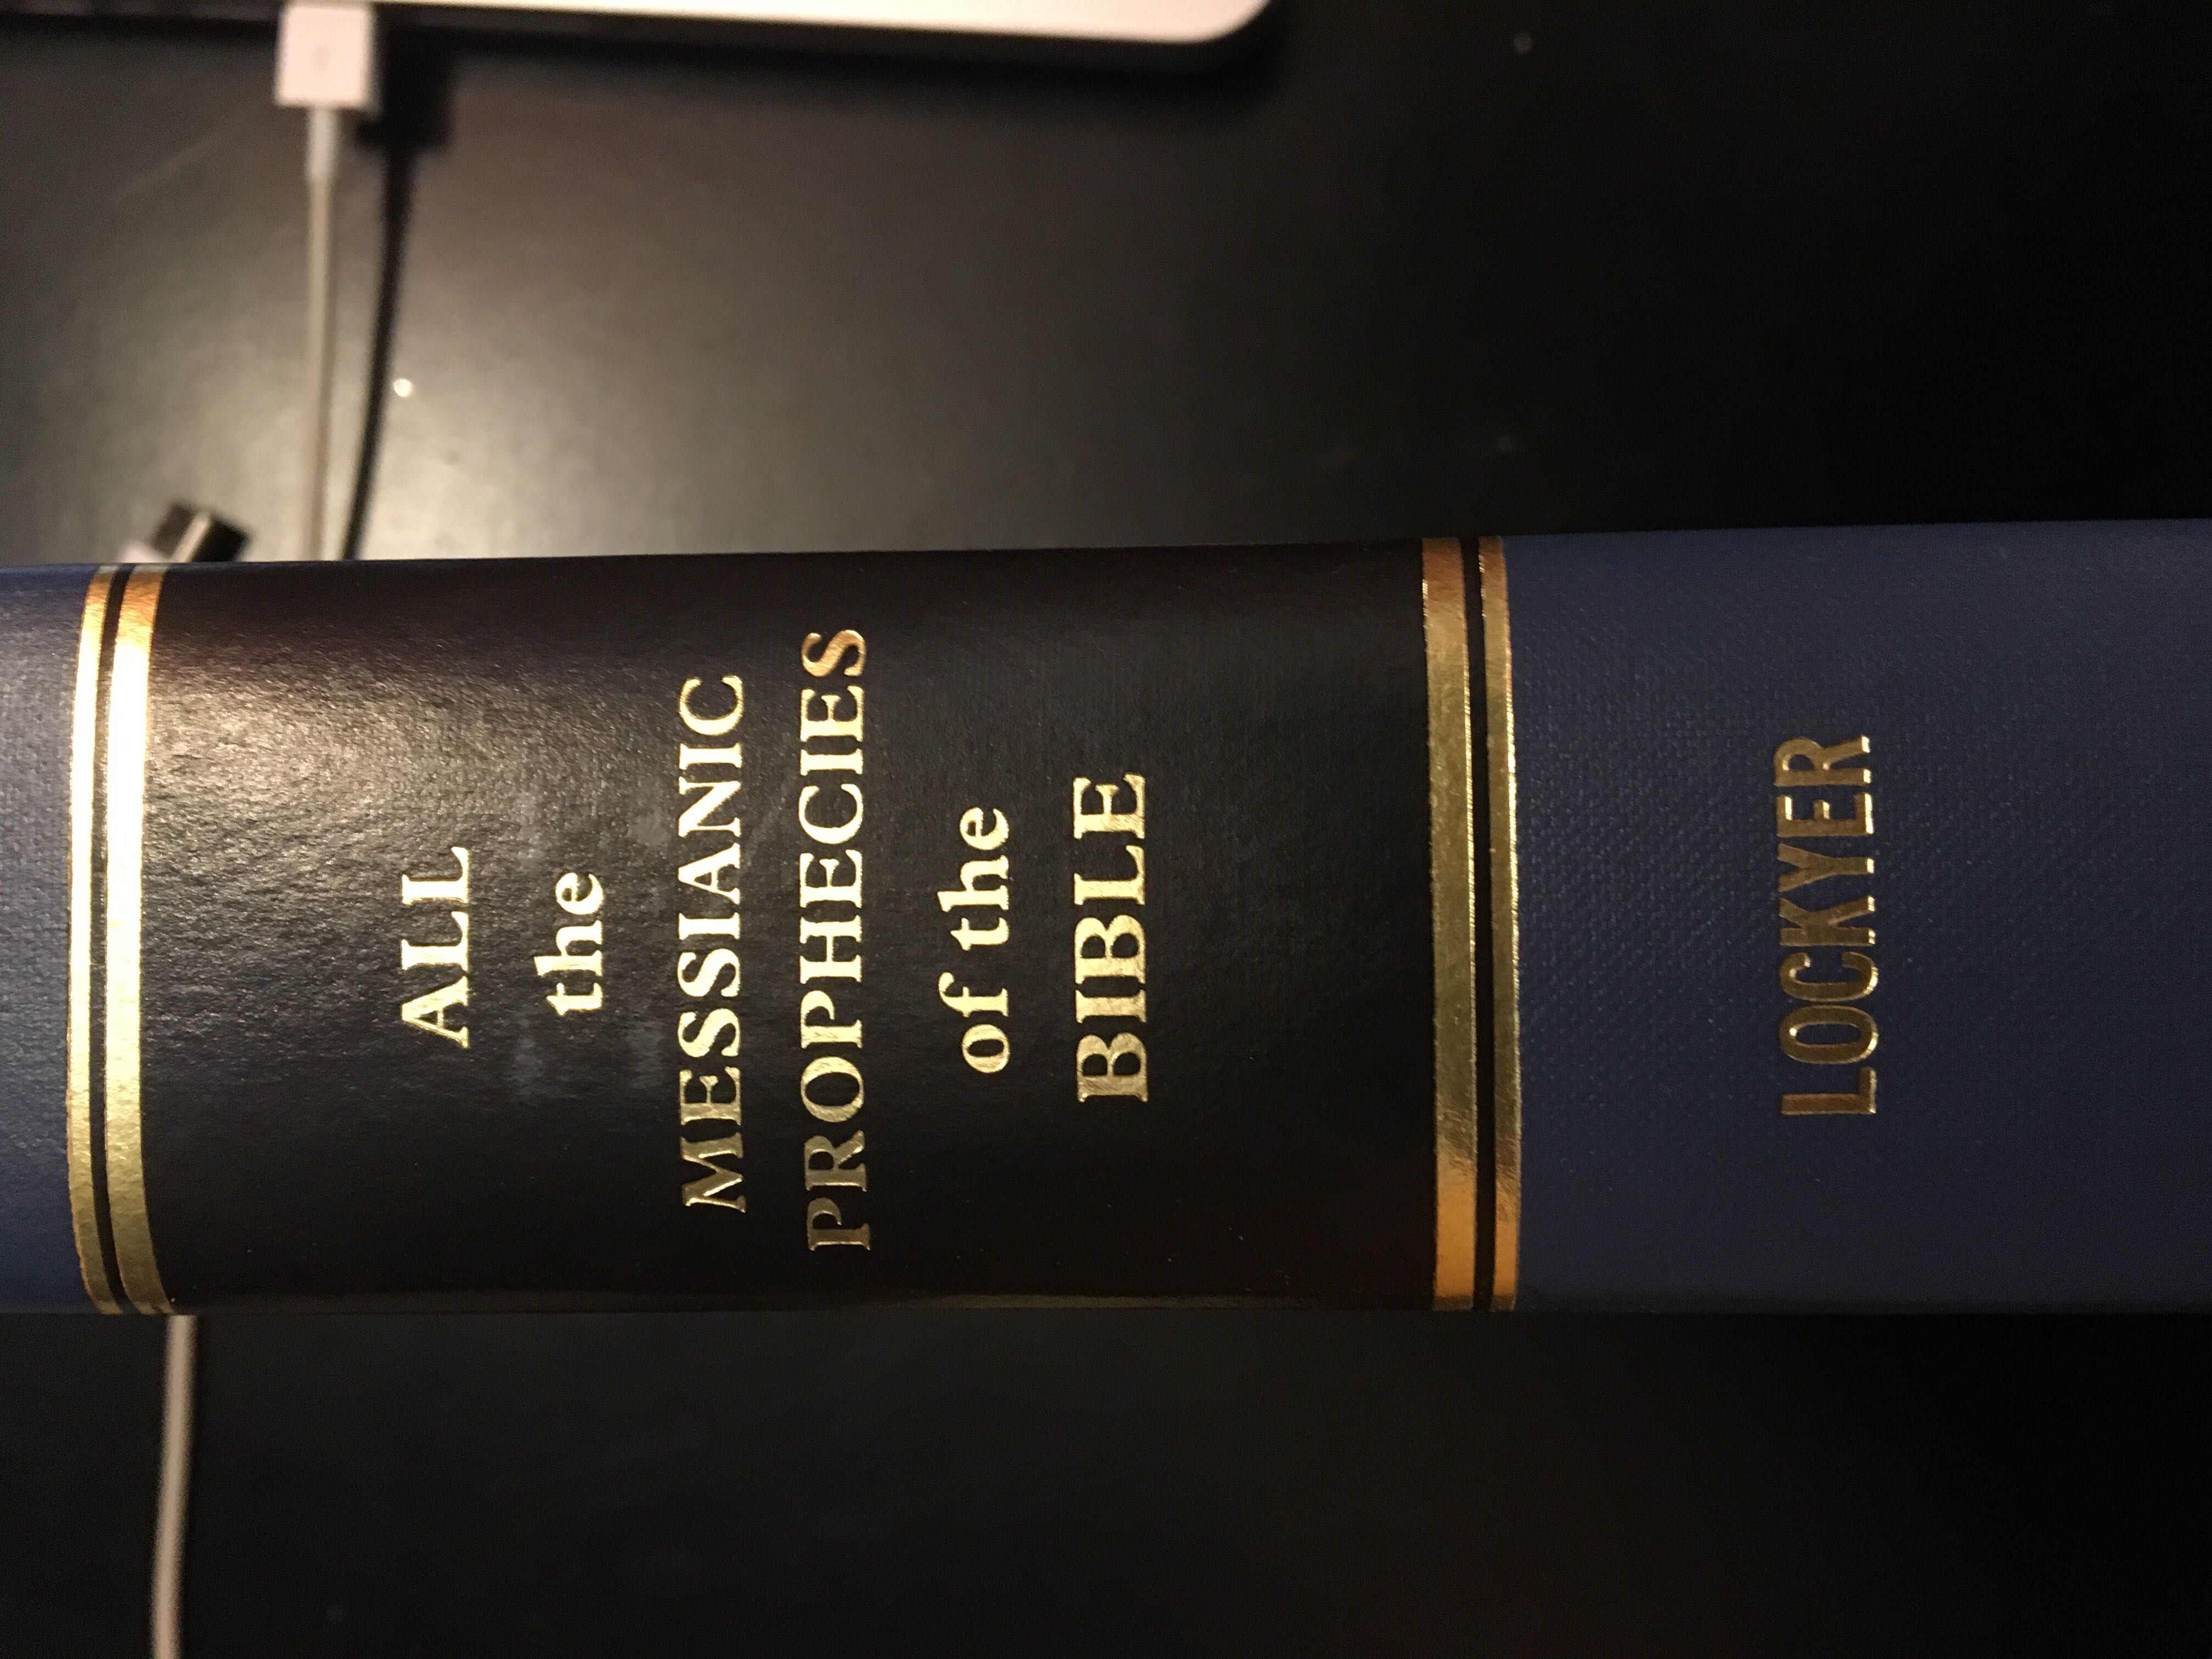 ALL
the
MESSIANIC
PROPHECIES
of the
BIBLE
LOCKYER